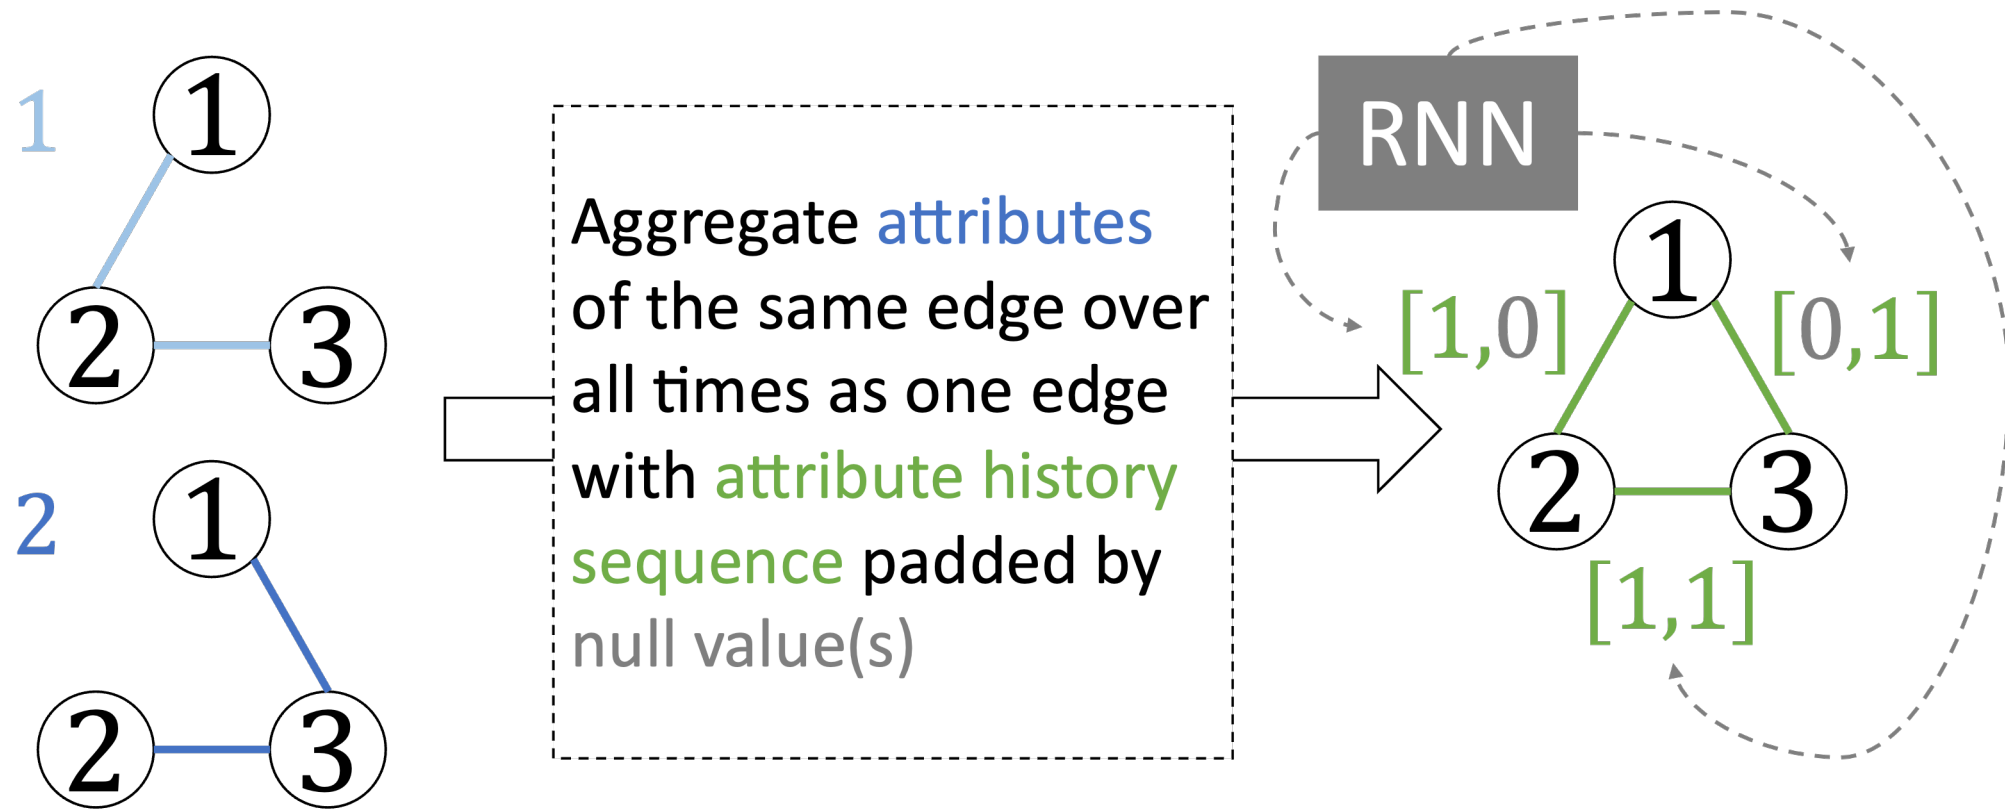 1
1
2
3
2
1
2
3
Aggregate attributes
of the same edge over
all times as one edge
with attribute history
sequence padded by
null value(s)
RNN
1
[1,0]
[0,1]
2
3
[1,1]